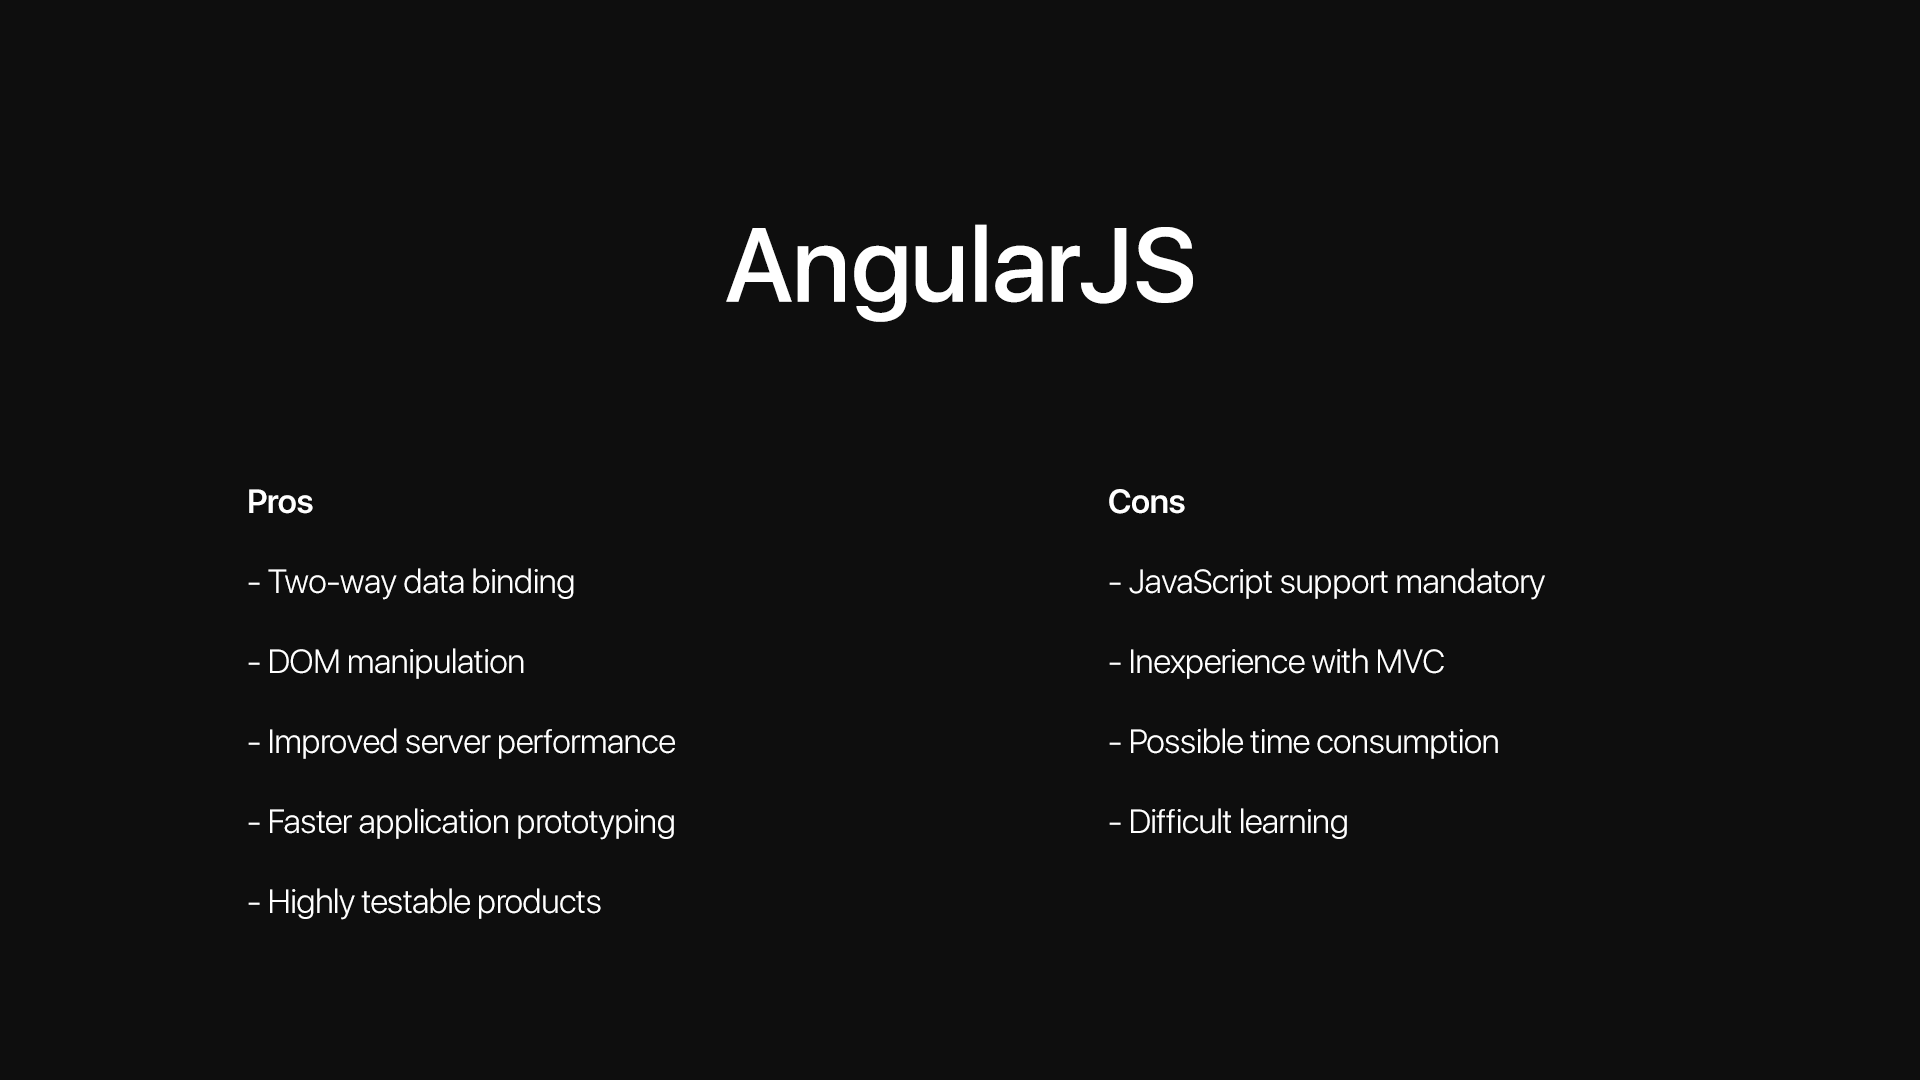 AngularJS
Pros
- Two-way data binding
- DOM manipulation
- Improved server performance
- Faster application prototyping
- Highly testable products
Cons
- JavaScript support mandatory
- Inexperience with MVC
- Possible time consumption
- Difficult learning